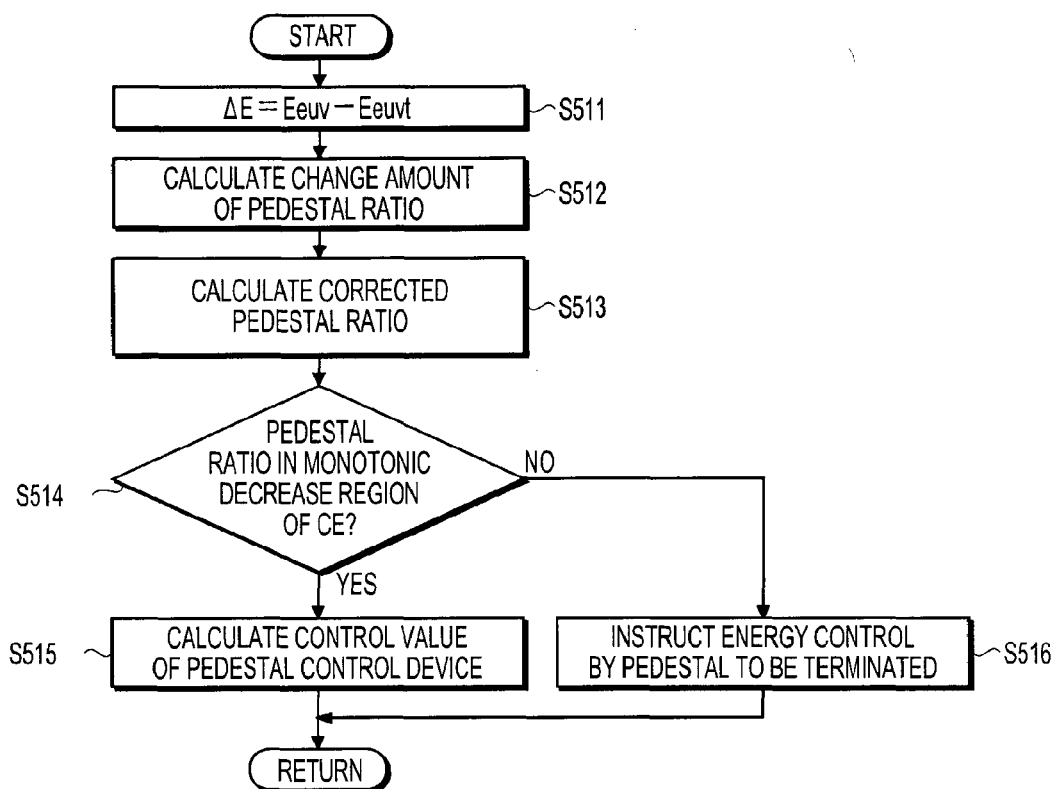 START
ΔE = Eeuv − Eeuvt
S511
CALCULATE CHANGE AMOUNT
OF PEDESTAL RATIO
S512
CALCULATE CORRECTED
PEDESTAL RATIO
S513
PEDESTAL
RATIO IN MONOTONIC
DECREASE REGION
OF CE?
S514
NO
YES
CALCULATE CONTROL VALUE
OF PEDESTAL CONTROL DEVICE
S515
INSTRUCT ENERGY CONTROL
BY PEDESTAL TO BE TERMINATED
S516
RETURN